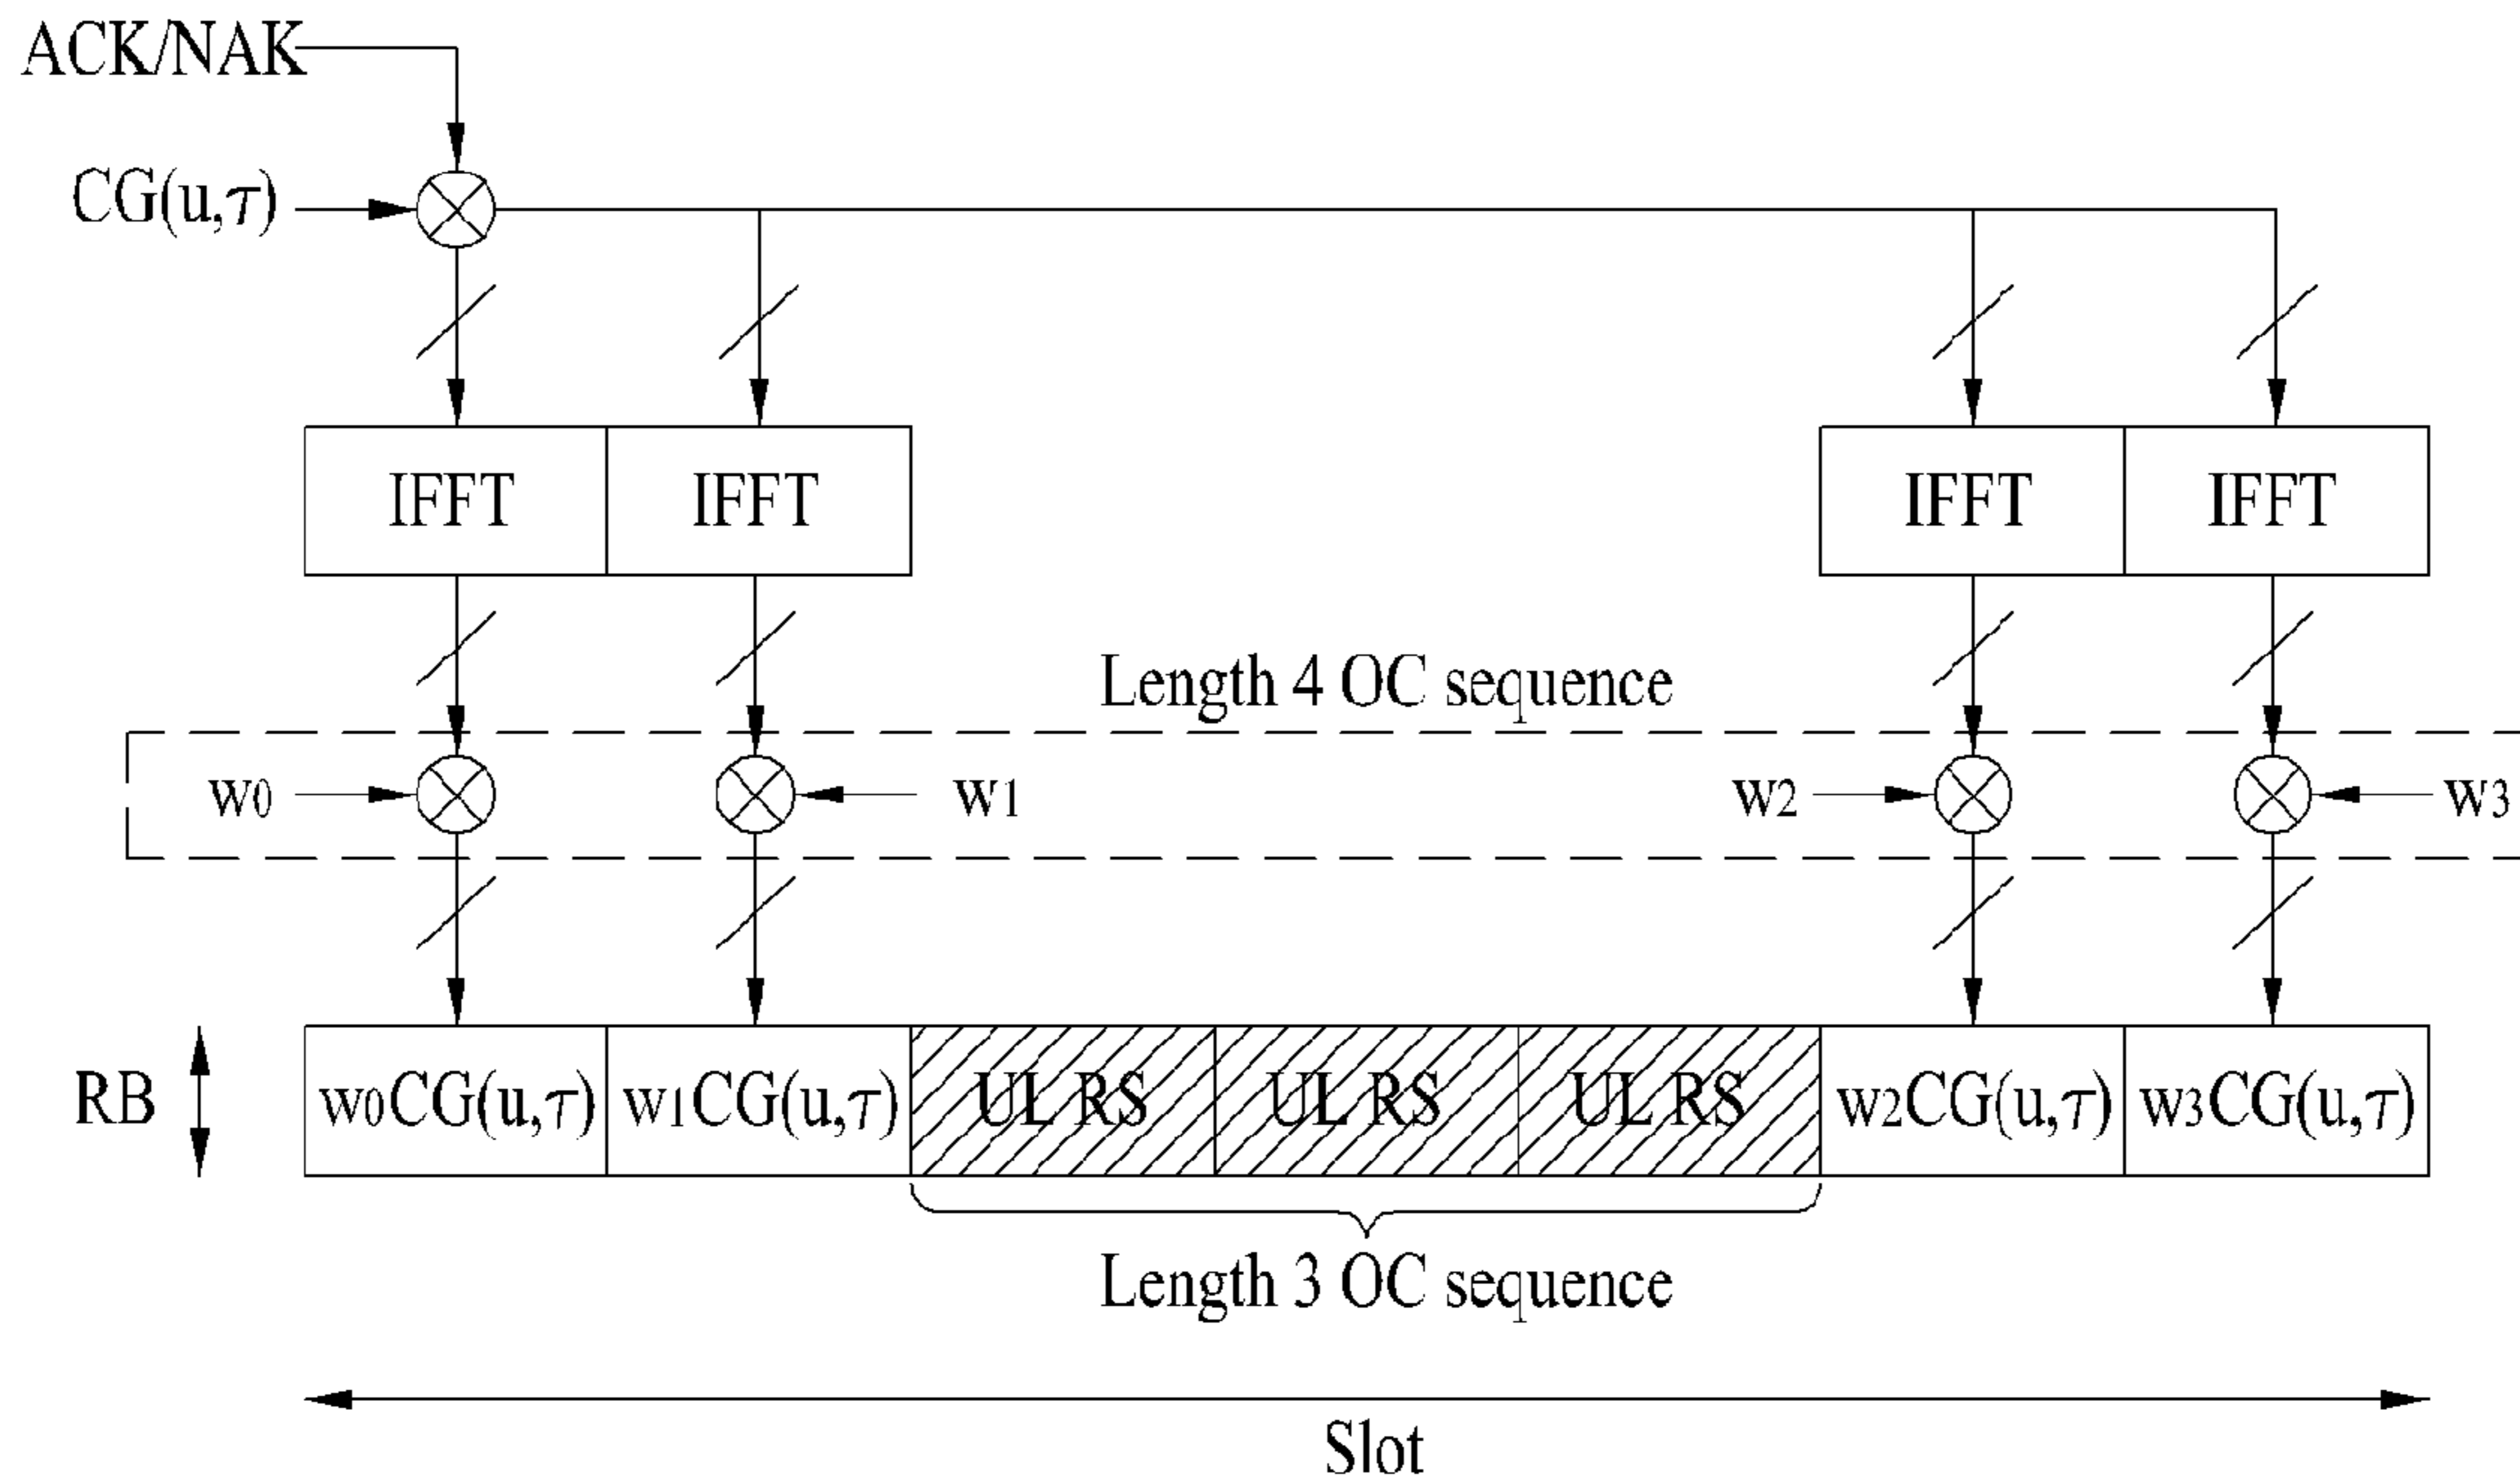 ACK/NAK
CG(u,τ)
IFFT IFFT IFFT IFFT
Length 4 OC sequence
w0 w1 w2 w3
RB w0CG(u,τ) w1CG(u,τ) UL RS UL RS UL RS w2CG(u,τ) w3CG(u,τ)
Length 3 OC sequence
Slot